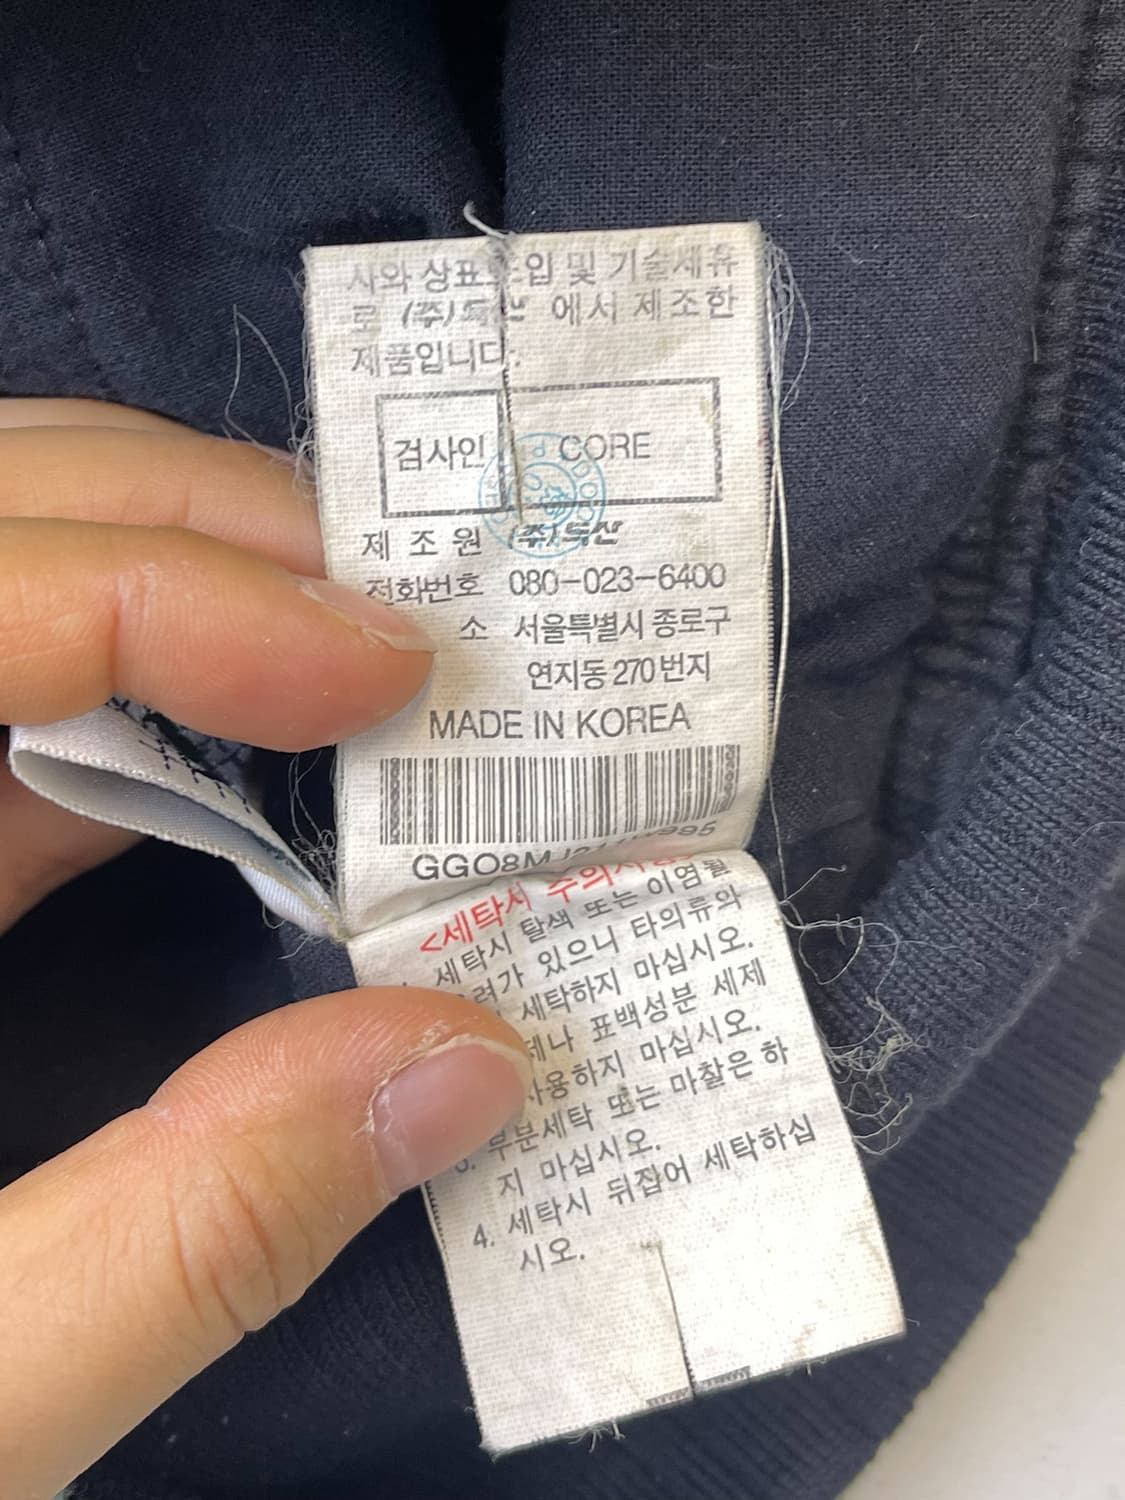 사와 상표도입 및 기술제휴
로 (주)두산 에서 제조한
제품입니다.
검사인 CORE
제 조 원 (주)두산
전화번호 080-023-6400
소 서울특별시 종로구
연지동 270번지
MADE IN KOREA
<세탁시
세탁시 탈색 또는 이염될
려가 있으니 타의류와
세탁하지 마십시오.
표백성분 세제
사용하지 마십시오.
부분세탁 또는 마찰은 하
지 마십시오.
4. 세탁시 뒤집어 세탁하십
시오.